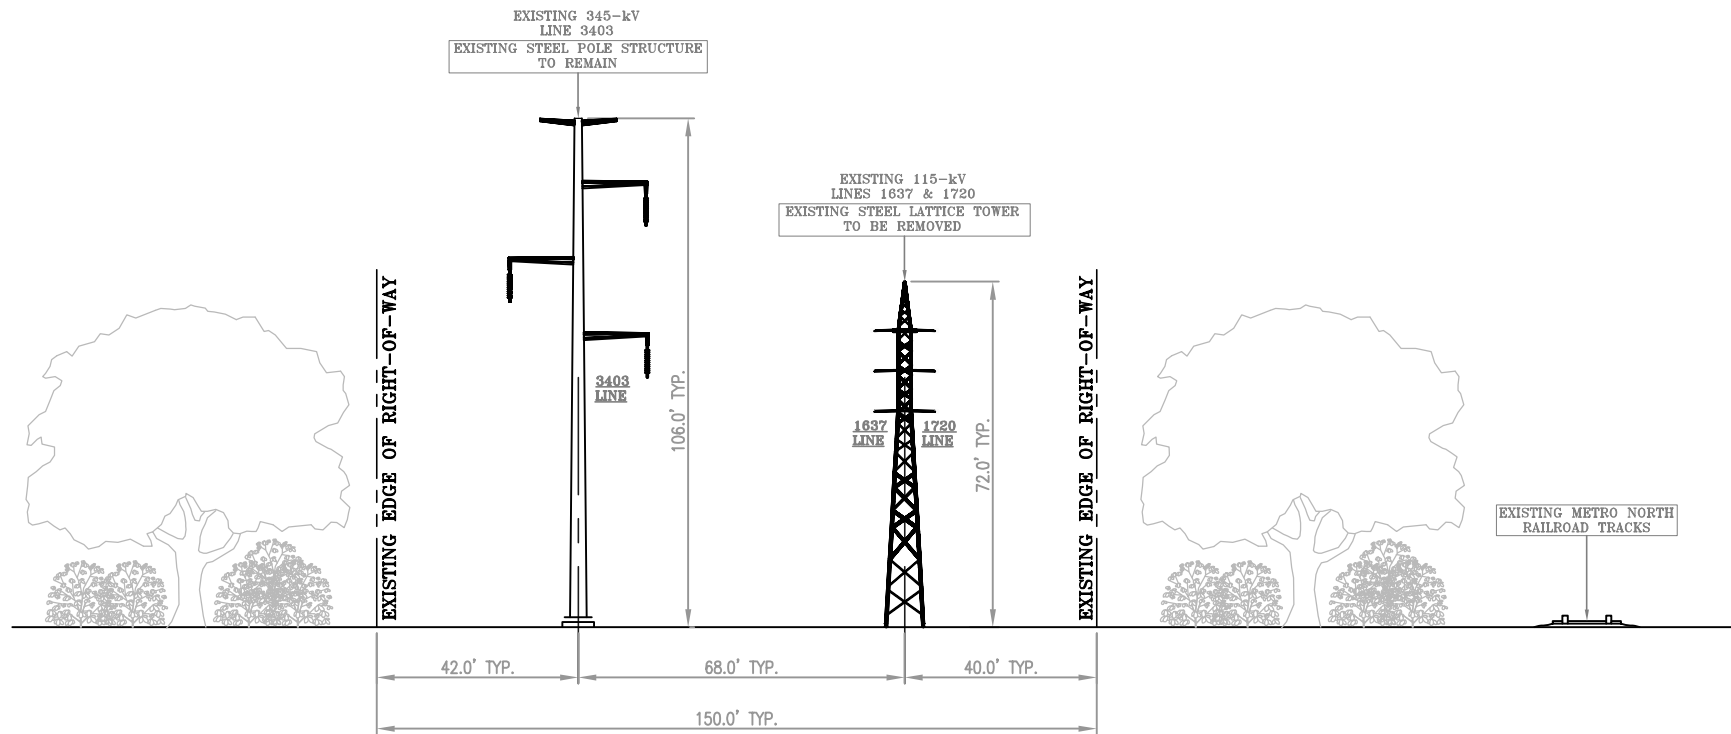 EXISTING 345-kV
LINE 3403
EXISTING STEEL POLE STRUCTURE
TO REMAIN
EXISTING 115-kV
LINES 1637 & 1720
EXISTING STEEL LATTICE TOWER
TO BE REMOVED
EXISTING EDGE OF RIGHT-OF-WAY
3403
LINE
106.0' TYP.
1637
LINE
1720
LINE
72.0' TYP.
EXISTING EDGE OF RIGHT-OF-WAY
EXISTING METRO NORTH
RAILROAD TRACKS
42.0' TYP.
68.0' TYP.
40.0' TYP.
150.0' TYP.